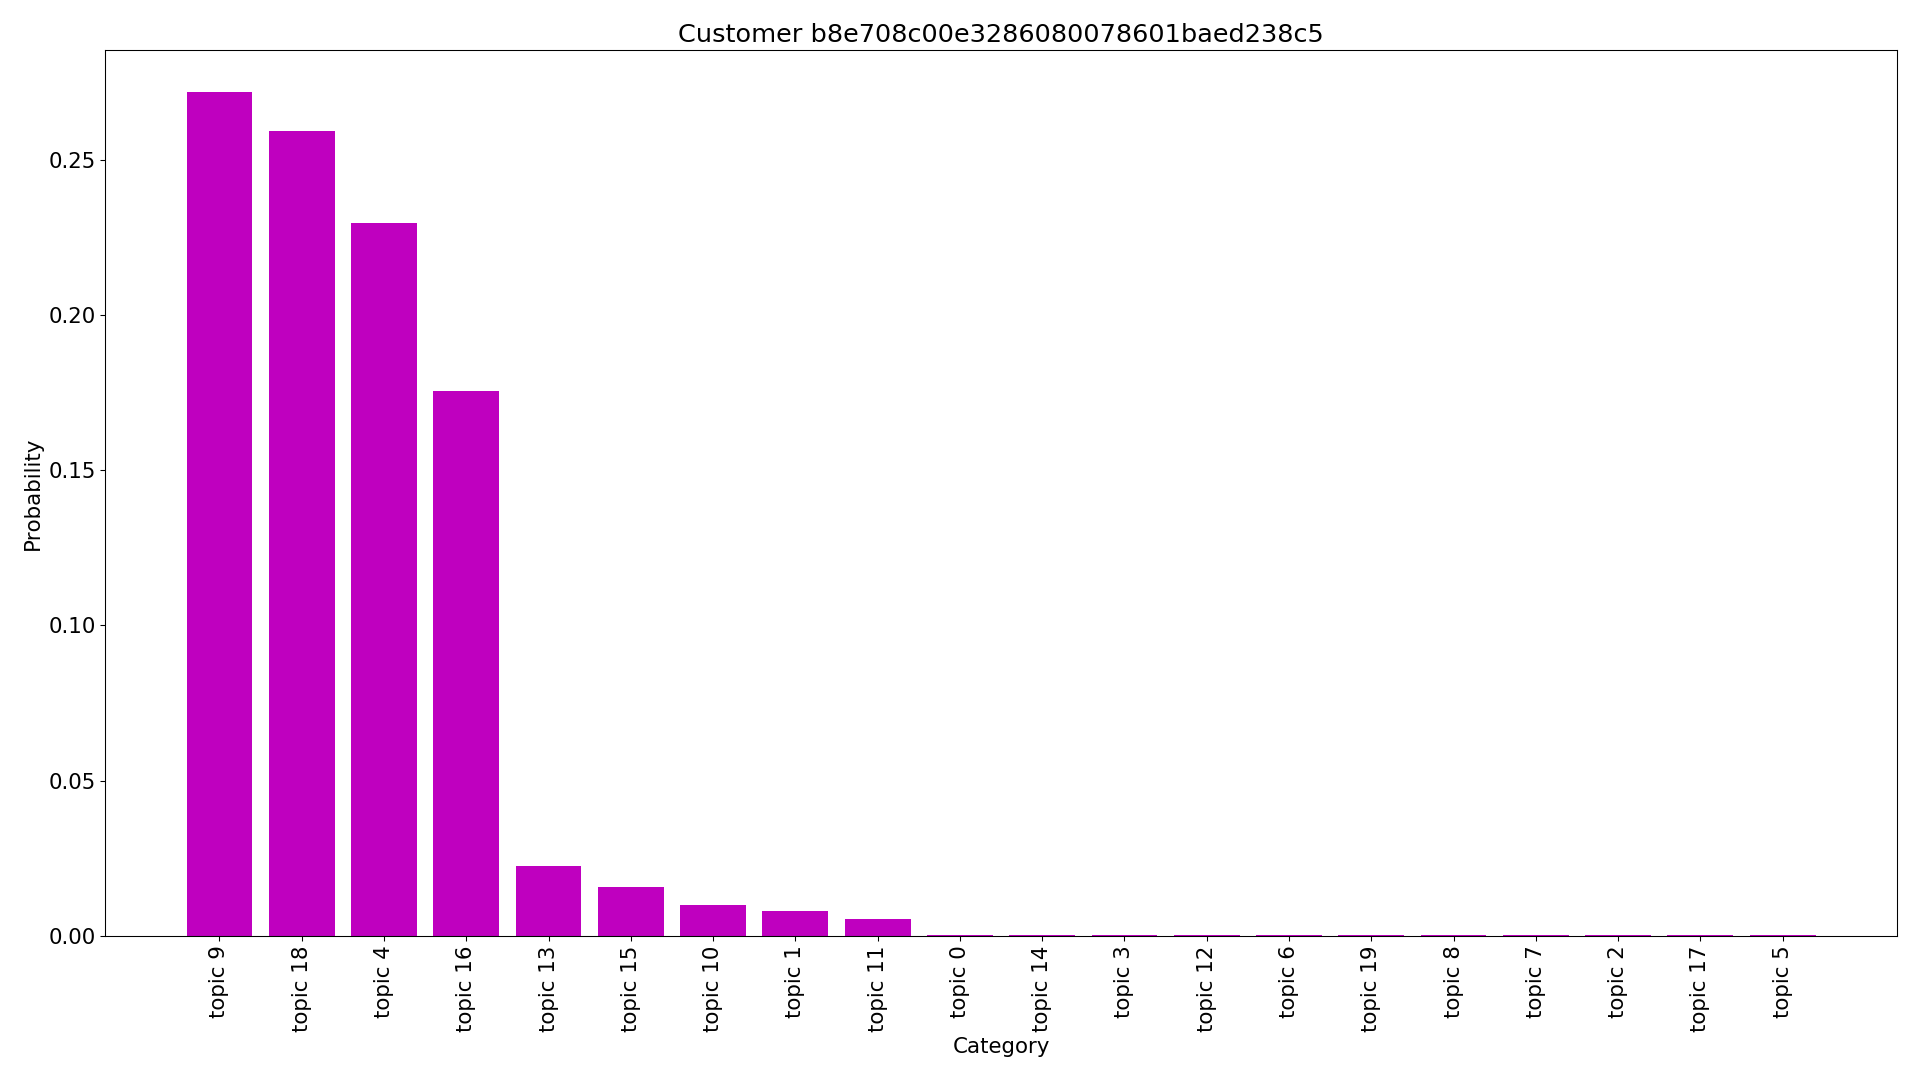 Customer b8e708c00e3286080078601baed238c5
Probability
0.25
0.20
0.15
0.10
0.05
0.00
topic 9
topic 18
topic 4
topic 16
topic 13
topic 15
topic 10
topic 1
topic 11
topic 0
topic 14
topic 3
topic 12
topic 6
topic 19
topic 8
topic 7
topic 2
topic 17
topic 5
Category